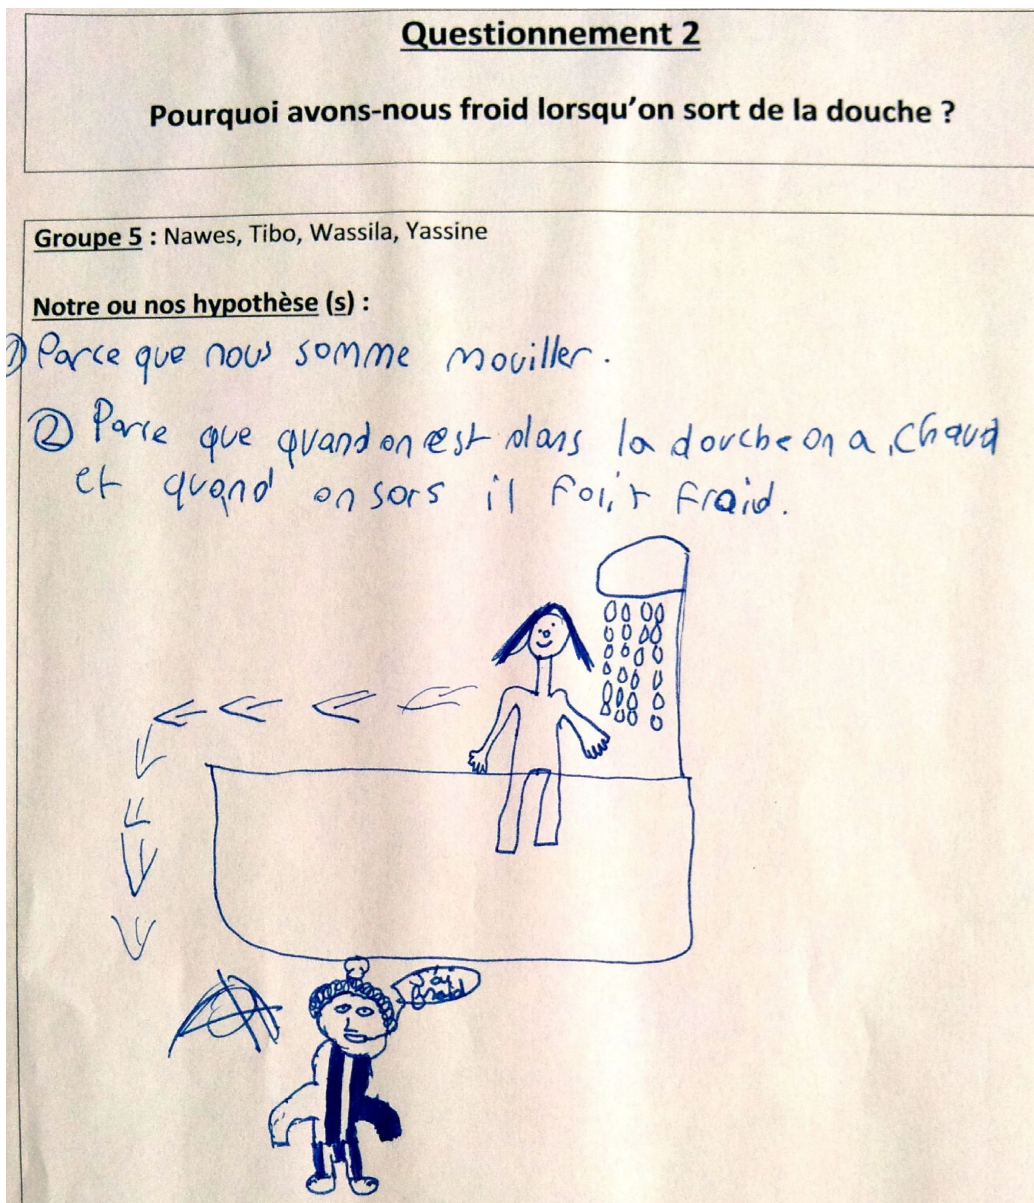 Questionnement 2
Pourquoi avons-nous froid lorsqu'on sort de la douche ?
Groupe 5 : Nawes, Tibo, Wassila, Yassine
Notre ou nos hypothèse (s) :
① Parce que nous somme mouiller.
② Parce que quand on est dans la douche on a chaud
et quand on sors il fait froid.
J'ai froid